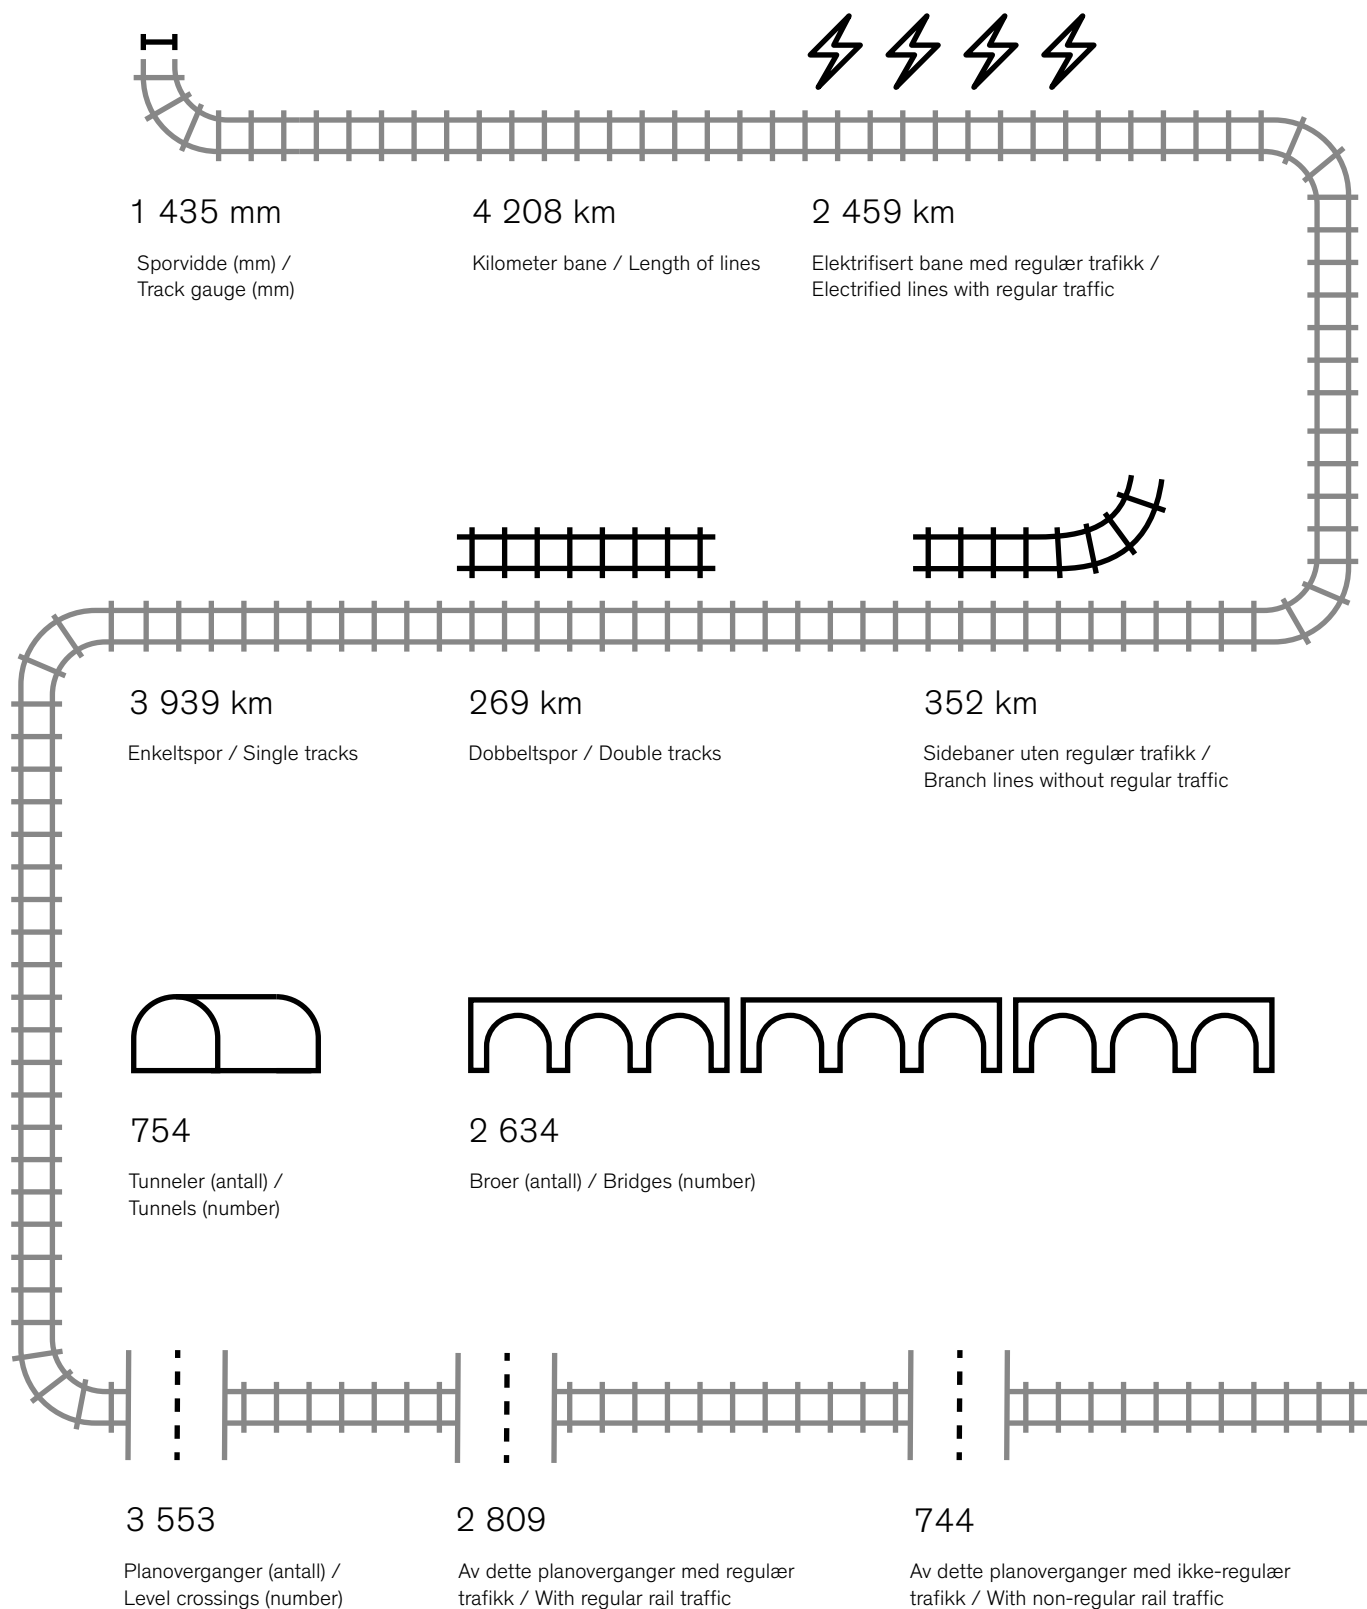 1 435 mm
Sporvidde (mm) /
Track gauge (mm)
4 208 km
Kilometer bane / Length of lines
2 459 km
Elektrifisert bane med regulær trafikk /
Electrified lines with regular traffic
3 939 km
Enkeltspor / Single tracks
269 km
Dobbeltspor / Double tracks
352 km
Sidebaner uten regulær trafikk /
Branch lines without regular traffic
754
Tunneler (antall) /
Tunnels (number)
2 634
Broer (antall) / Bridges (number)
3 553
Planoverganger (antall) /
Level crossings (number)
2 809
Av dette planoverganger med regulær
trafikk / With regular rail traffic
744
Av dette planoverganger med ikke-regulær
trafikk / With non-regular rail traffic